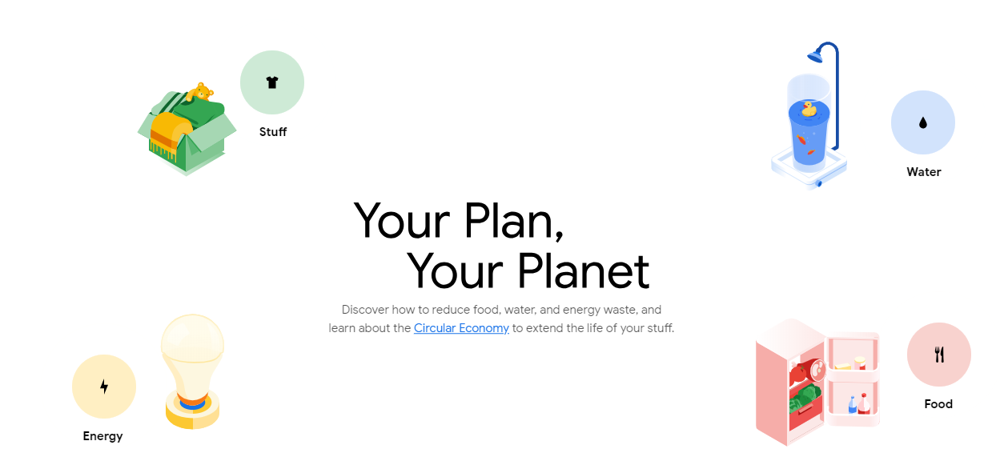 Stuff
Water
Your Plan,
Your Planet
Discover how to reduce food, water, and energy waste, and
learn about the Circular Economy to extend the life of your stuff.
Energy
Food